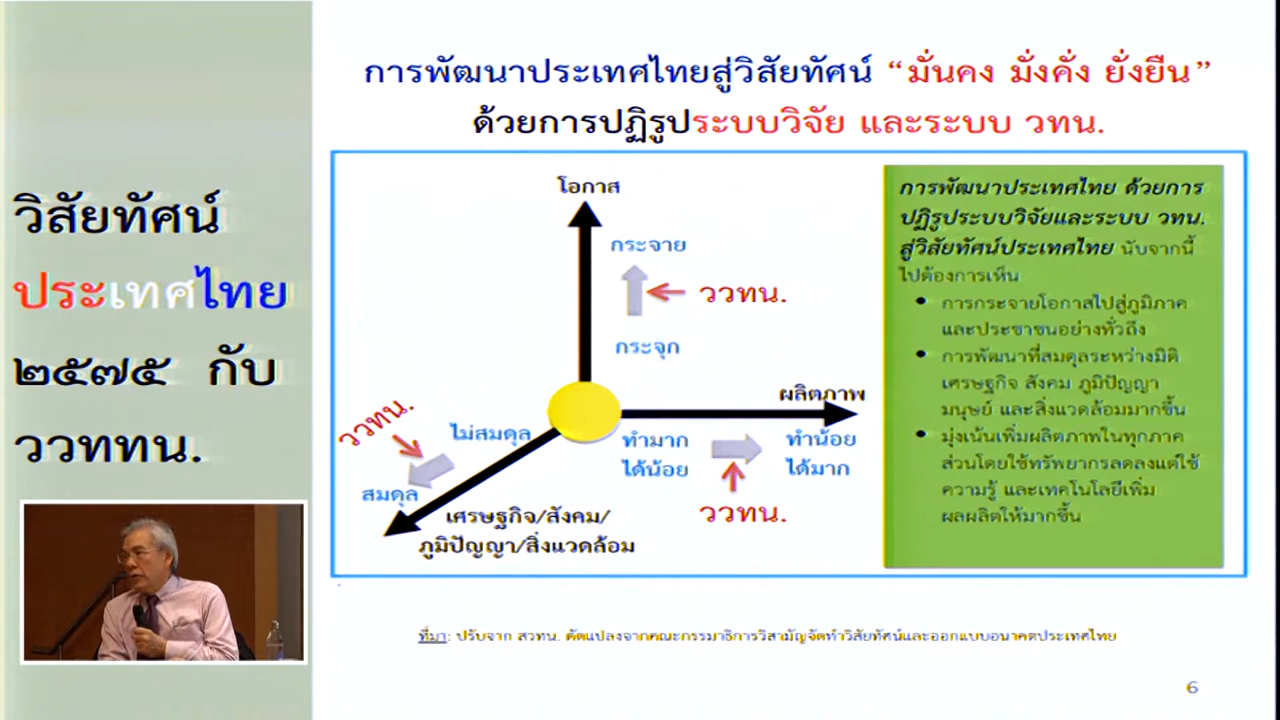 วิสัยทัศน์
ประเทศไทย
๒๕๗๕ กับ
ววททน.
การพัฒนาประเทศไทยสู่วิสัยทัศน์ “มั่นคง มั่งคั่ง ยั่งยืน”
ด้วยการปฏิรูประบบวิจัย และระบบ วทน.
โอกาส
กระจาย
ววทน.
กระจุก
ผลิตภาพ
ทำมาก
ได้น้อย
ทำน้อย
ได้มาก
ววทน.
ววทน.
ไม่สมดุล
สมดุล
เศรษฐกิจ/สังคม/
ภูมิปัญญา/สิ่งแวดล้อม
การพัฒนาประเทศไทย ด้วยการ
ปฏิรูประบบวิจัยและระบบ วทน.
สู่วิสัยทัศน์ประเทศไทย นับจากนี้
ไปต้องการเห็น
• การกระจายโอกาสไปสู่ภูมิภาค
และประชาชนอย่างทั่วถึง
• การพัฒนาที่สมดุลระหว่างมิติ
เศรษฐกิจ สังคม ภูมิปัญญา
มนุษย์ และสิ่งแวดล้อมมากขึ้น
• มุ่งเน้นเพิ่มผลิตภาพในทุกภาค
ส่วนโดยใช้ทรัพยากรลดลงแต่ใช้
ความรู้ และเทคโนโลยีเพิ่ม
ผลผลิตให้มากขึ้น
ที่มา: ปรับจาก สวทน. ดัดแปลงจากคณะกรรมาธิการวิสามัญจัดทำวิสัยทัศน์และออกแบบอนาคตประเทศไทย
6